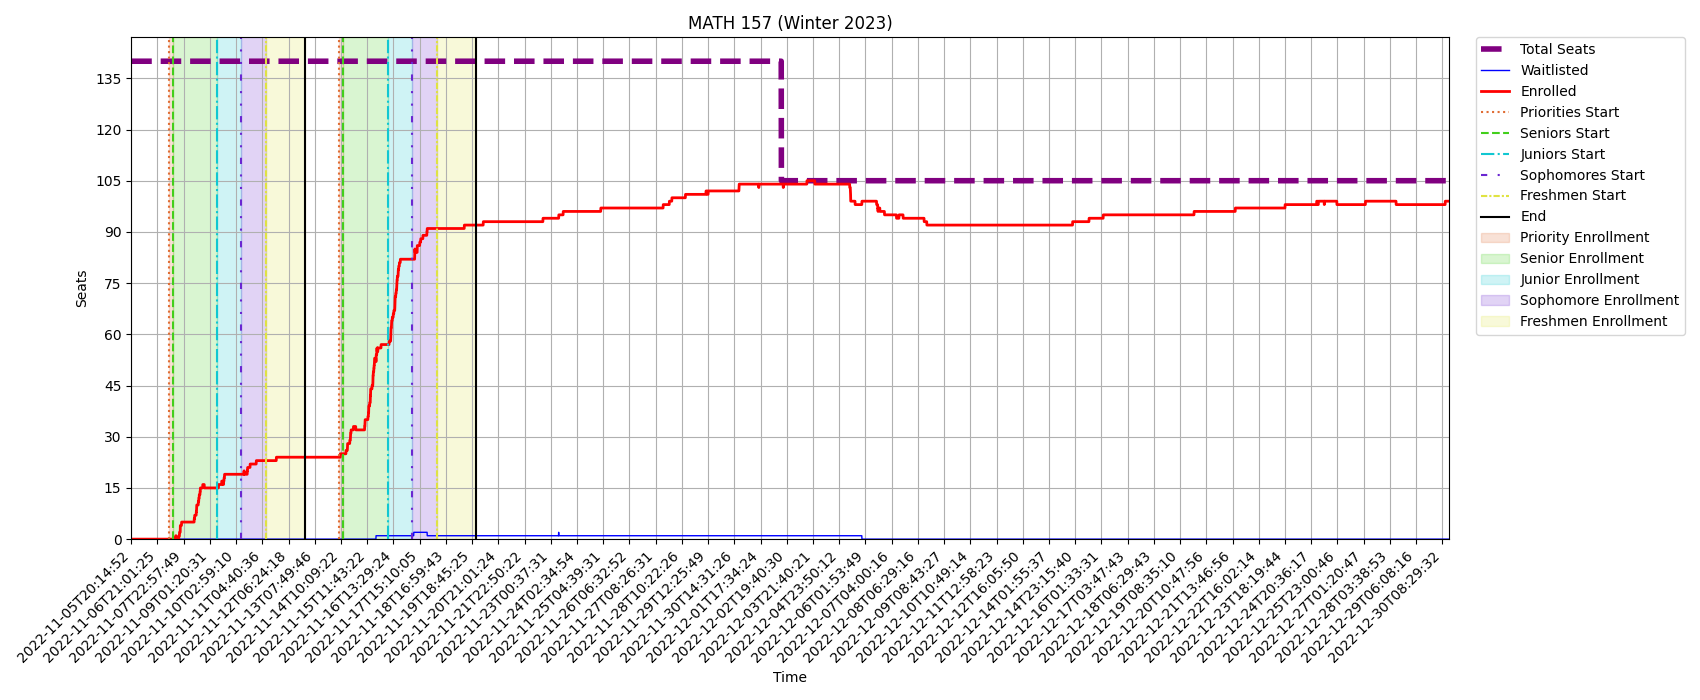 MATH 157 (Winter 2023)
135
120
105
90
75
60
45
30
15
0
Seats
2022-11-05T20:14:52
2022-11-06T21:01:25
2022-11-07T22:57:49
2022-11-09T01:20:31
2022-11-10T02:59:10
2022-11-11T04:40:36
2022-11-12T06:24:18
2022-11-13T07:49:46
2022-11-14T10:09:22
2022-11-15T11:43:22
2022-11-16T13:29:24
2022-11-17T15:10:05
2022-11-18T16:59:43
2022-11-19T18:45:23
2022-11-20T21:01:24
2022-11-21T22:50:22
2022-11-23T00:37:31
2022-11-24T02:34:54
2022-11-25T04:39:31
2022-11-26T06:32:52
2022-11-27T08:26:31
2022-11-28T10:22:26
2022-11-29T12:25:49
2022-11-30T14:31:26
2022-12-01T17:34:24
2022-12-02T19:40:30
2022-12-03T21:40:21
2022-12-04T23:50:12
2022-12-06T01:53:49
2022-12-07T04:00:16
2022-12-08T06:29:16
2022-12-09T08:43:27
2022-12-10T10:49:14
2022-12-11T12:58:23
2022-12-12T16:05:50
2022-12-14T01:55:37
2022-12-14T23:15:40
2022-12-16T01:33:31
2022-12-17T03:47:43
2022-12-18T06:29:43
2022-12-19T08:35:10
2022-12-20T10:47:56
2022-12-21T13:46:56
2022-12-22T16:02:14
2022-12-23T18:19:44
2022-12-24T20:36:17
2022-12-25T23:00:46
2022-12-27T01:20:47
2022-12-28T03:38:53
2022-12-29T06:08:16
2022-12-30T08:29:32
Time
Total Seats
Waitlisted
Enrolled
Priorities Start
Seniors Start
Juniors Start
Sophomores Start
Freshmen Start
End
Priority Enrollment
Senior Enrollment
Junior Enrollment
Sophomore Enrollment
Freshmen Enrollment